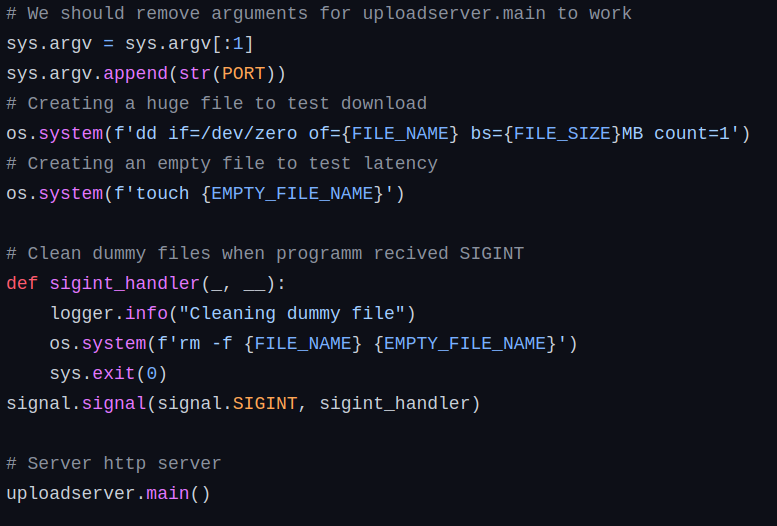 # We should remove arguments for uploadserver.main to work
sys.argv = sys.argv[:1]
sys.argv.append(str(PORT))
# Creating a huge file to test download
os.system(f'dd if=/dev/zero of={FILE_NAME} bs={FILE_SIZE}MB count=1')
# Creating an empty file to test latency
os.system(f'touch {EMPTY_FILE_NAME}')

# Clean dummy files when programm recived SIGINT
def sigint_handler(_, __):
    logger.info("Cleaning dummy file")
    os.system(f'rm -f {FILE_NAME} {EMPTY_FILE_NAME}')
    sys.exit(0)
signal.signal(signal.SIGINT, sigint_handler)

# Server http server
uploadserver.main()